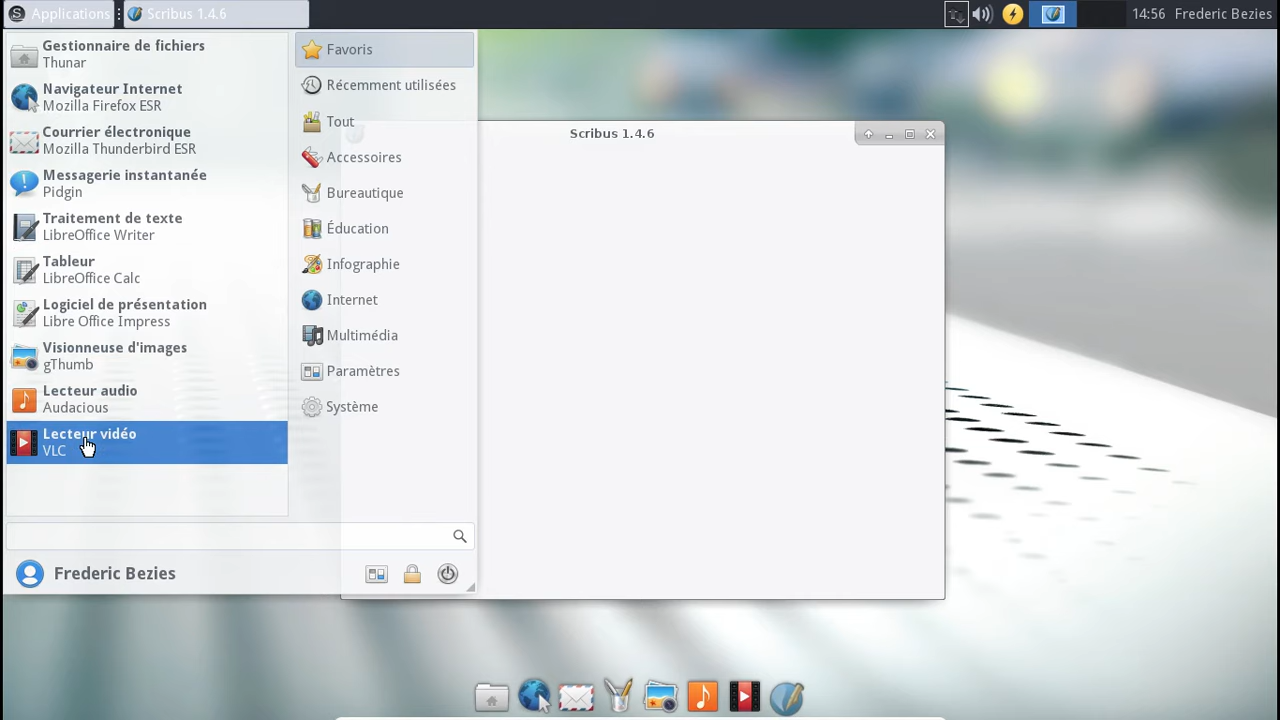 Applications
Scribus 1.4.6
14:56
Frederic Bezies
Gestionnaire de fichiers
Thunar
Navigateur Internet
Mozilla Firefox ESR
Courrier électronique
Mozilla Thunderbird ESR
Messagerie instantanée
Pidgin
Traitement de texte
LibreOffice Writer
Tableur
LibreOffice Calc
Logiciel de présentation
Libre Office Impress
Visionneuse d'images
gThumb
Lecteur audio
Audacious
Lecteur vidéo
VLC
Favoris
Récemment utilisées
Tout
Accessoires
Bureautique
Éducation
Infographie
Internet
Multimédia
Paramètres
Système
Frederic Bezies
Scribus 1.4.6